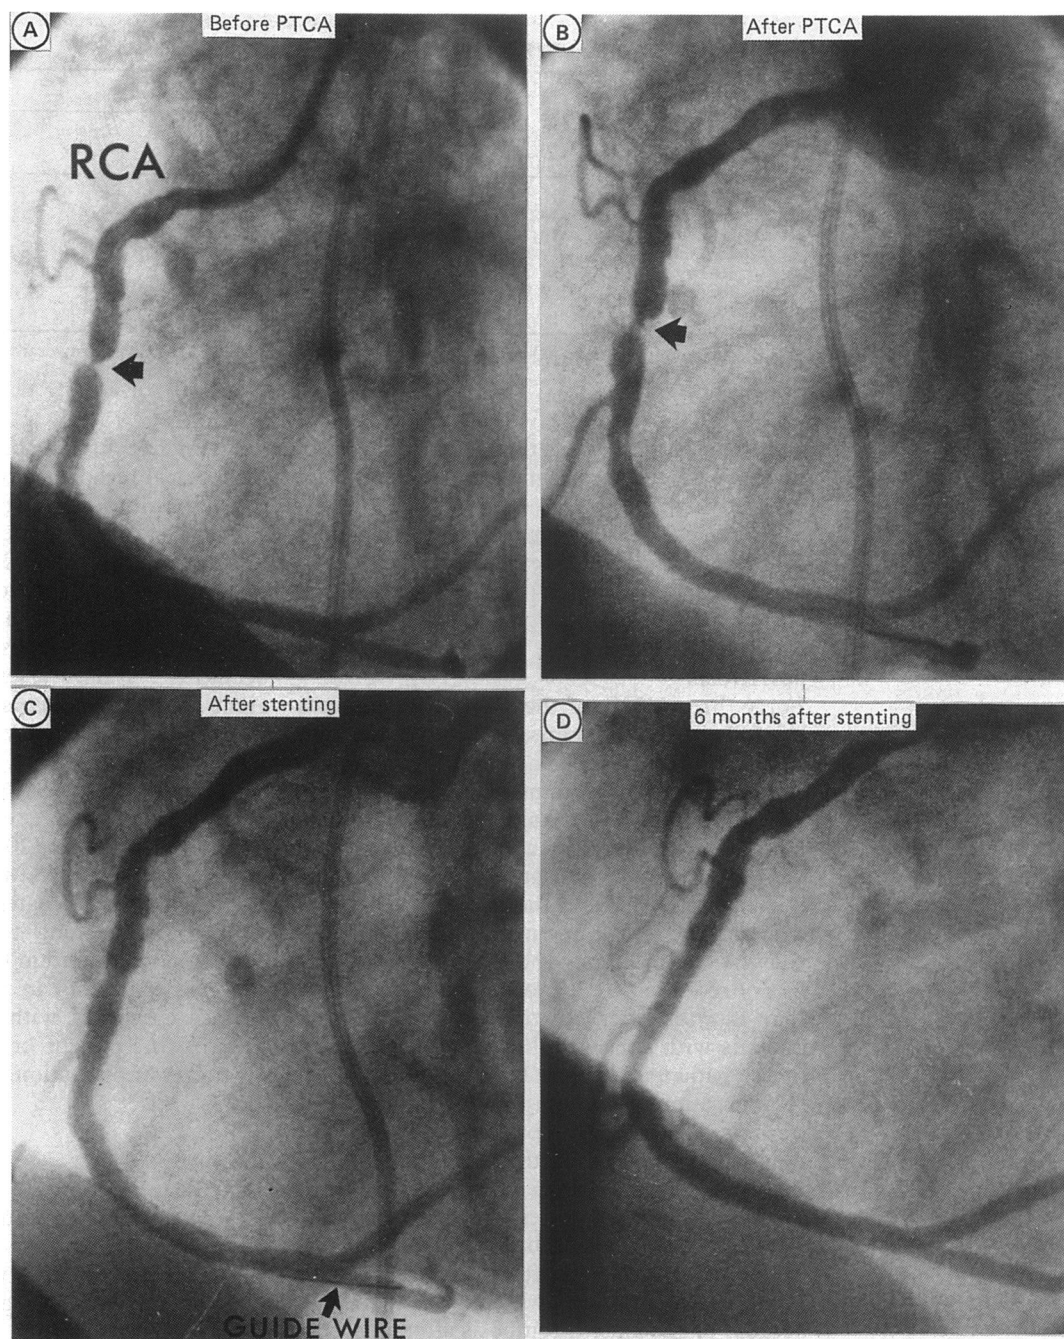 A
Before PTCA
RCA
B
After PTCA
C
After stenting
GUIDE WIRE
D
6 months after stenting